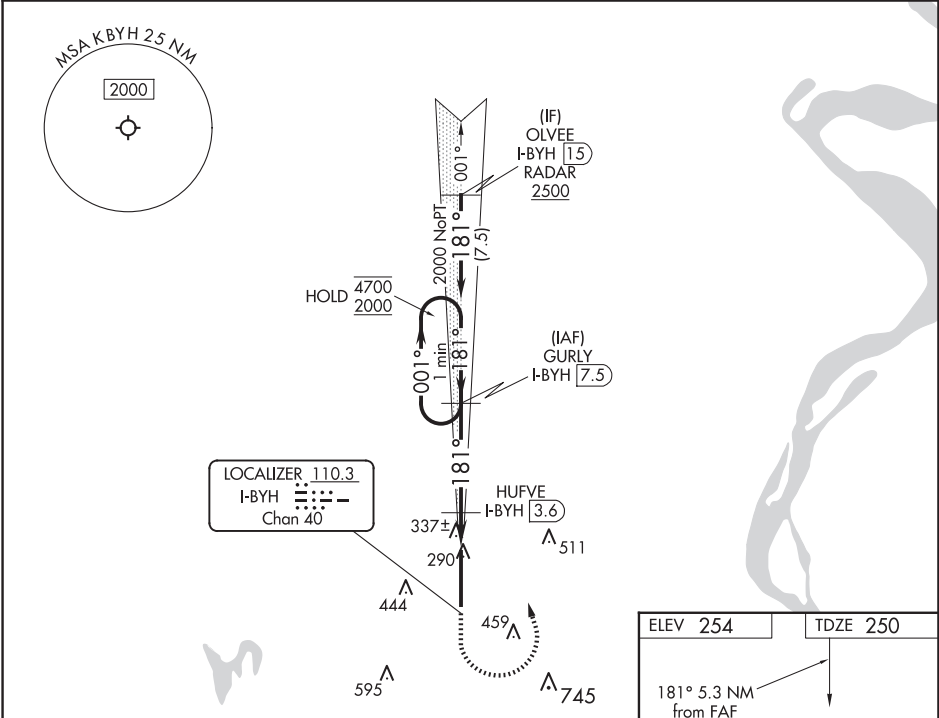 MSA KBYH 25 NM
2000
(IF)
OLVEE
I-BYH 15
RADAR
2500
001°
2000 NoPT
181°
(7.5)
HOLD 4700
2000
001°
1 min
181°
(IAF)
GURLY
I-BYH 7.5
181°
LOCALIZER 110.3
I-BYH
Chan 40
HUFVE
I-BYH 3.6
337±
511
290
444
459
595
745
ELEV 254
TDZE 250
181° 5.3 NM
from FAF